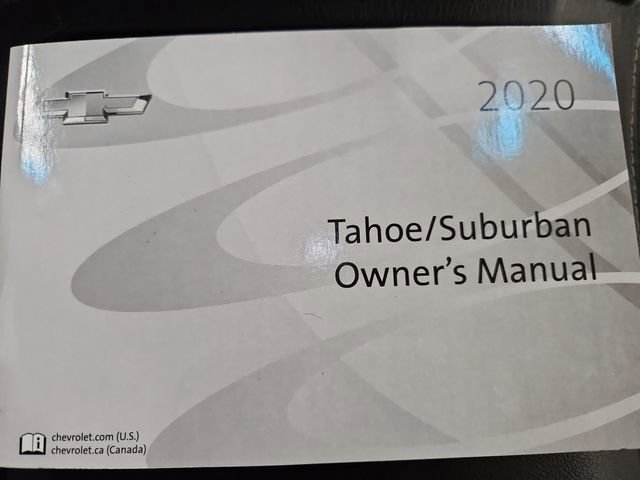 2020
Tahoe/Suburban
Owner's Manual
chevrolet.com (U.S.)
chevrolet.ca (Canada)